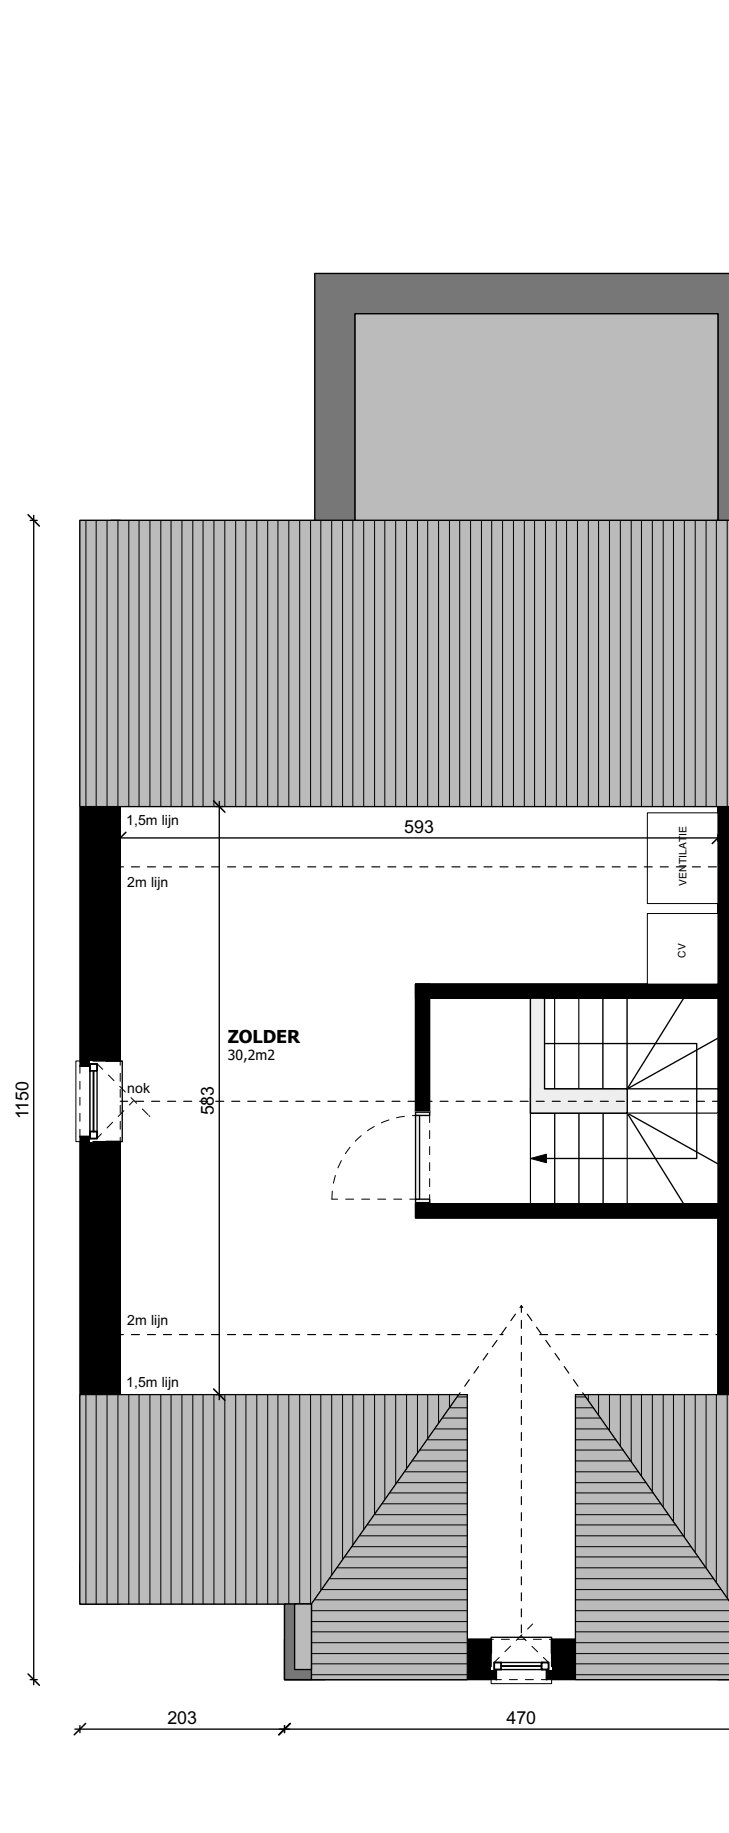 1,5m lijn
593
VENTILATIE
2m lijn
CV
ZOLDER
30,2m2
nok
583
1150
2m lijn
1,5m lijn
203
470